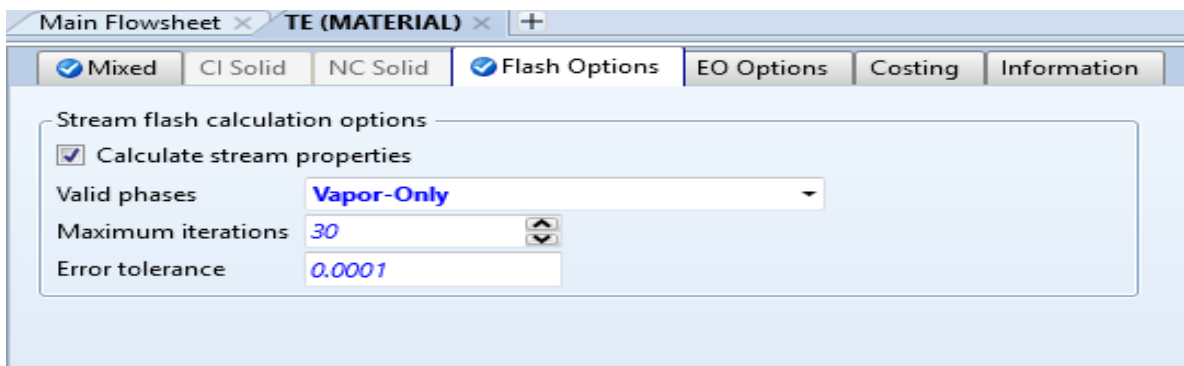 Main Flowsheet × TE (MATERIAL) × +
Mixed CI Solid NC Solid Flash Options EO Options Costing Information
Stream flash calculation options
Calculate stream properties
Valid phases Vapor-Only
Maximum iterations 30
Error tolerance 0.0001